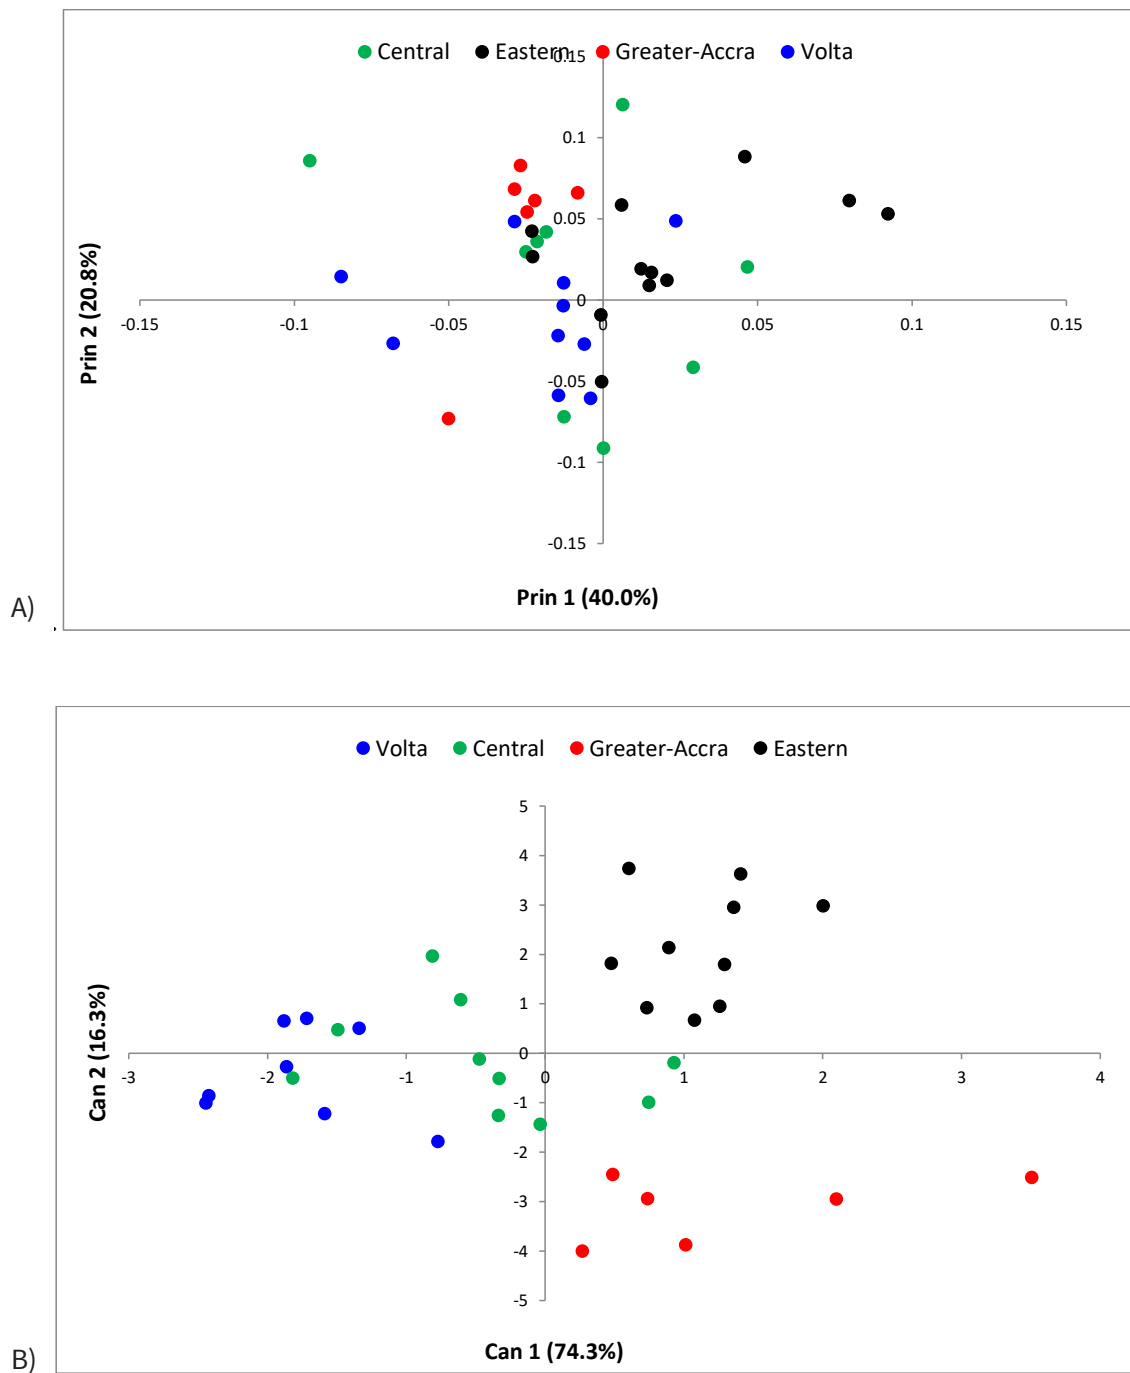 Central Eastern Greater-Accra Volta
0.15
0.1
0.05
0
-0.05
-0.1
-0.15
-0.15 -0.1 -0.05 0 0.05 0.1 0.15
Prin 2 (20.8%)
Prin 1 (40.0%)
A)
Volta Central Greater-Accra Eastern
5
4
3
2
1
0
-1
-2
-3
-4
-5
-3 -2 -1 0 1 2 3 4
Can 2 (16.3%)
Can 1 (74.3%)
B)